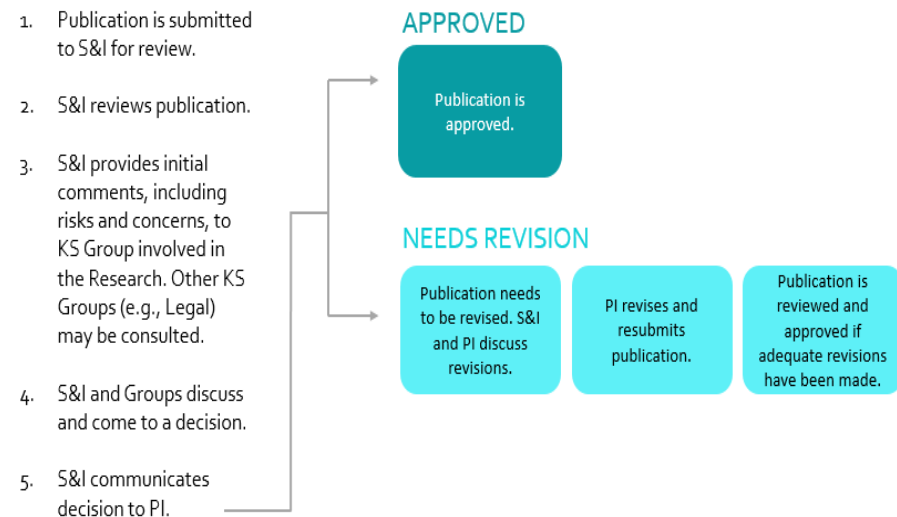 1. Publication is submitted
to S&I for review.
2. S&I reviews publication.
3. S&I provides initial
comments, including
risks and concerns, to
KS Group involved in
the Research. Other KS
Groups (e.g., Legal)
may be consulted.
4. S&I and Groups discuss
and come to a decision.
5. S&I communicates
decision to PI.
APPROVED
Publication is
approved.
NEEDS REVISION
Publication needs
to be revised. S&I
and PI discuss
revisions.
PI revises and
resubmits
publication.
Publication is
reviewed and
approved if
adequate revisions
have been made.